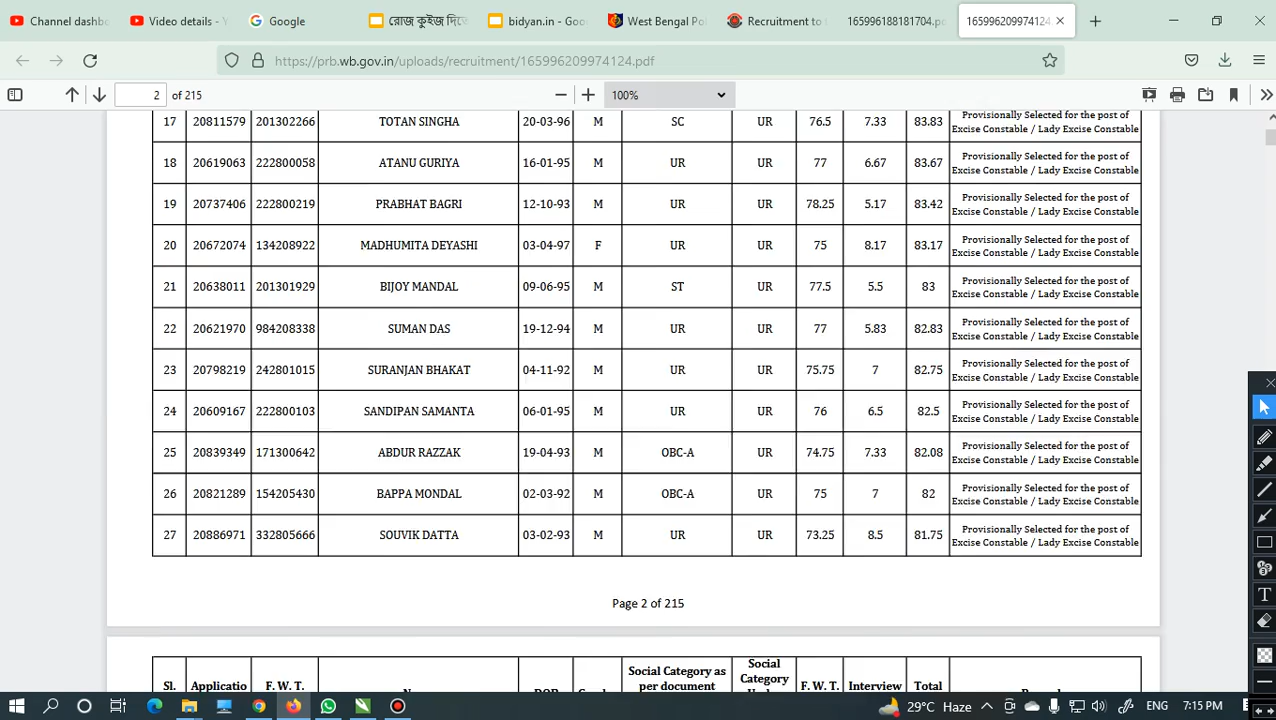 Channel dashb
Video details - Y
Google
রোজ কুইজ দিতে
bidyan.in - Goo
West Bengal Pol
Recruitment to t
165996188181704.p
165996209974124.
https://prb.wb.gov.in/uploads/recruitment/165996209974124.pdf
2 of 215
100%
17 20811579 201302266 TOTAN SINGHA 20-03-96 M SC UR 76.5 7.33 83.83 Provisionally Selected for the post of
Excise Constable / Lady Excise Constable
18 20619063 222800058 ATANU GURIYA 16-01-95 M UR UR 77 6.67 83.67 Provisionally Selected for the post of
Excise Constable / Lady Excise Constable
19 20737406 222800219 PRABHAT BAGRI 12-10-93 M UR UR 78.25 5.17 83.42 Provisionally Selected for the post of
Excise Constable / Lady Excise Constable
20 20672074 134208922 MADHUMITA DEYASHI 03-04-97 F UR UR 75 8.17 83.17 Provisionally Selected for the post of
Excise Constable / Lady Excise Constable
21 20638011 201301929 BIJOY MANDAL 09-06-95 M ST UR 77.5 5.5 83 Provisionally Selected for the post of
Excise Constable / Lady Excise Constable
22 20621970 984208338 SUMAN DAS 19-12-94 M UR UR 77 5.83 82.83 Provisionally Selected for the post of
Excise Constable / Lady Excise Constable
23 20798219 242801015 SURANJAN BHAKAT 04-11-92 M UR UR 75.75 7 82.75 Provisionally Selected for the post of
Excise Constable / Lady Excise Constable
24 20609167 222800103 SANDIPAN SAMANTA 06-01-95 M UR UR 76 6.5 82.5 Provisionally Selected for the post of
Excise Constable / Lady Excise Constable
25 20839349 171300642 ABDUR RAZZAK 19-04-93 M OBC-A UR 74.75 7.33 82.08 Provisionally Selected for the post of
Excise Constable / Lady Excise Constable
26 20821289 154205430 BAPPA MONDAL 02-03-92 M OBC-A UR 75 7 82 Provisionally Selected for the post of
Excise Constable / Lady Excise Constable
27 20886971 332805666 SOUVIK DATTA 03-02-93 M UR UR 73.25 8.5 81.75 Provisionally Selected for the post of
Excise Constable / Lady Excise Constable
Page 2 of 215
Social Category as
document
Social
Category
Sl.
Applicatio
F. W. T.
Interview
Total
29°C Haze
ENG
7:15 PM